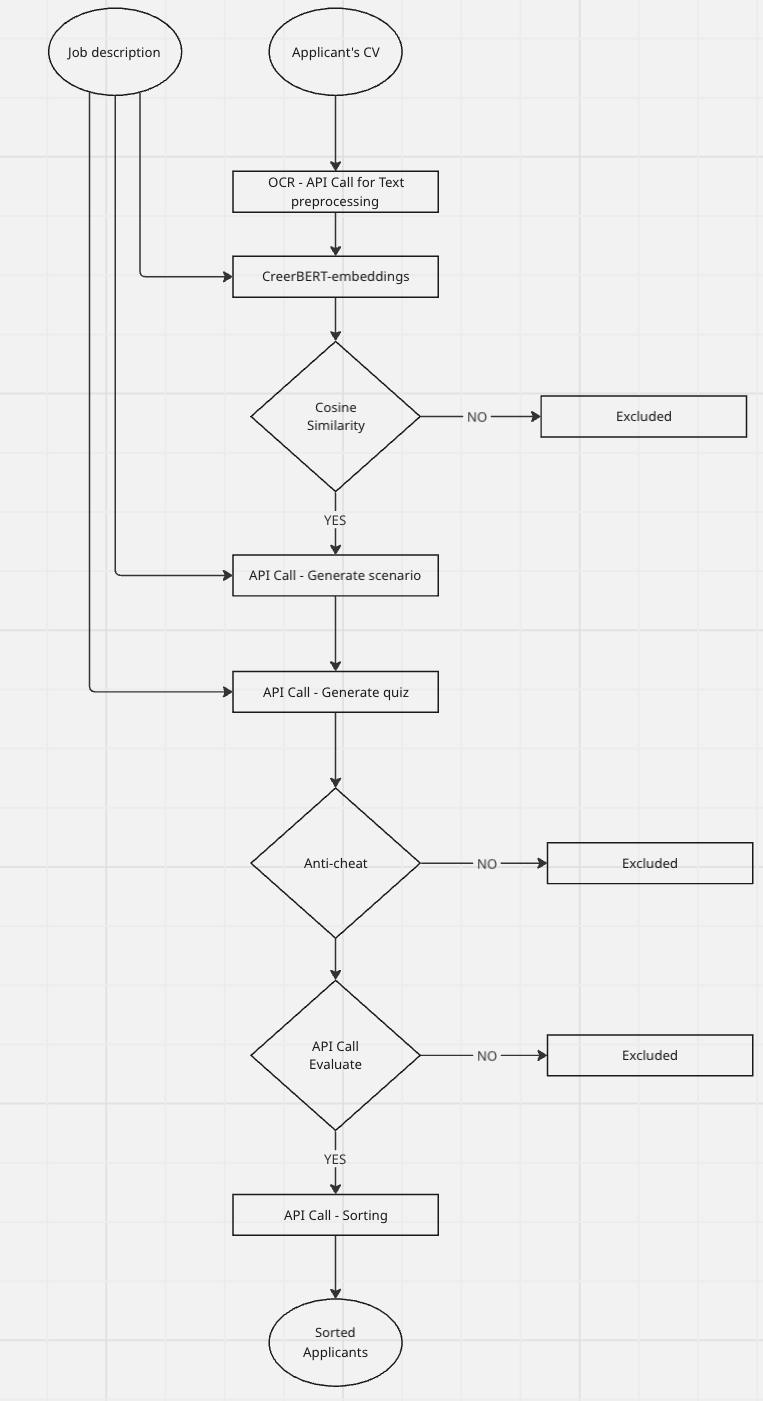 Job description
Applicant's CV
OCR - API Call for Text
preprocessing
CreerBERT-embeddings
Cosine
Similarity
NO
Excluded
YES
API Call - Generate scenario
API Call - Generate quiz
Anti-cheat
NO
Excluded
API Call
Evaluate
NO
Excluded
YES
API Call - Sorting
Sorted
Applicants